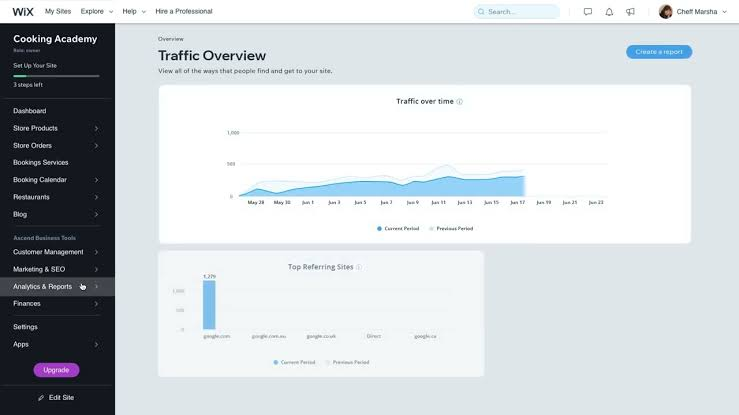 WiX My Sites Explore Help Hire a Professional Search... Cheff Marsha
Cooking Academy
Role: owner
Set Up Your Site
3 steps left
Dashboard
Store Products
Store Orders
Bookings Services
Booking Calendar
Restaurants
Blog
Ascend Business Tools
Customer Management
Marketing & SEO
Analytics & Reports
Finances
Settings
Apps
Upgrade
Edit Site
Overview
Traffic Overview
Create a report
View all of the ways that people find and get to your site.
Traffic over time
1,000
500
0
May 28 May 30 Jun 1 Jun 3 Jun 5 Jun 7 Jun 9 Jun 11 Jun 13 Jun 15 Jun 17 Jun 19 Jun 21 Jun 23
Current Period Previous Period
Top Referring Sites
1,279
1,000
500
0
google.com google.com.au google.co.uk Direct google.ca
Current Period Previous Period